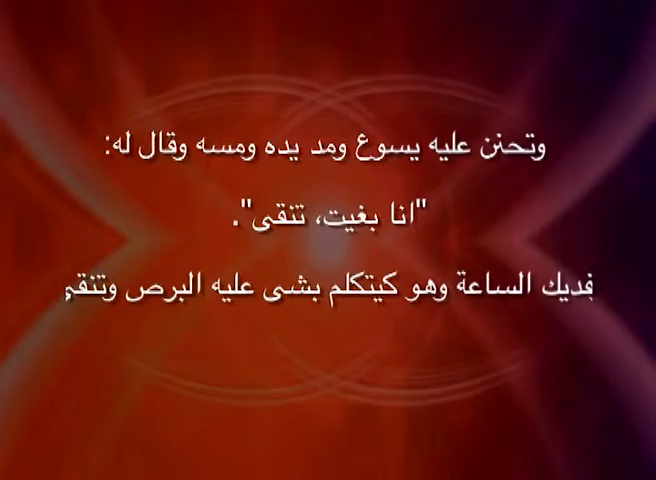 وتحنن عليه يسوع ومد يده ومسه وقال له:
"انا بغيت، تنقى".
فديك الساعة وهو كيتكلم بشى عليه البرص وتنقى